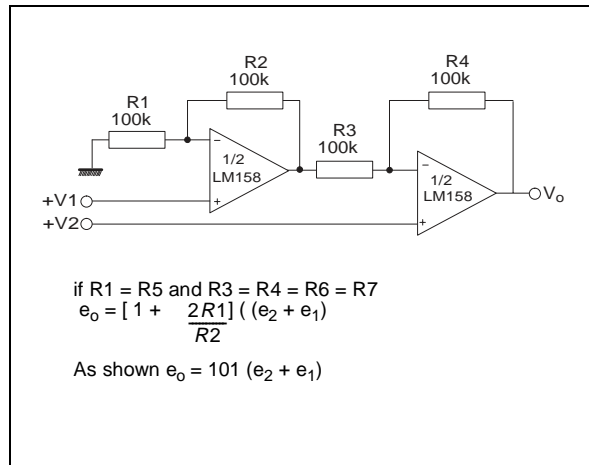 R2
100k
R4
100k
R1
100k
R3
100k
1/2
LM158
1/2
LM158
+V1
+V2
Vo
if R1 = R5 and R3 = R4 = R6 = R7
eo = [ 1 + 2R1/R2 ] ( (e2 + e1)
As shown eo = 101 (e2 + e1)